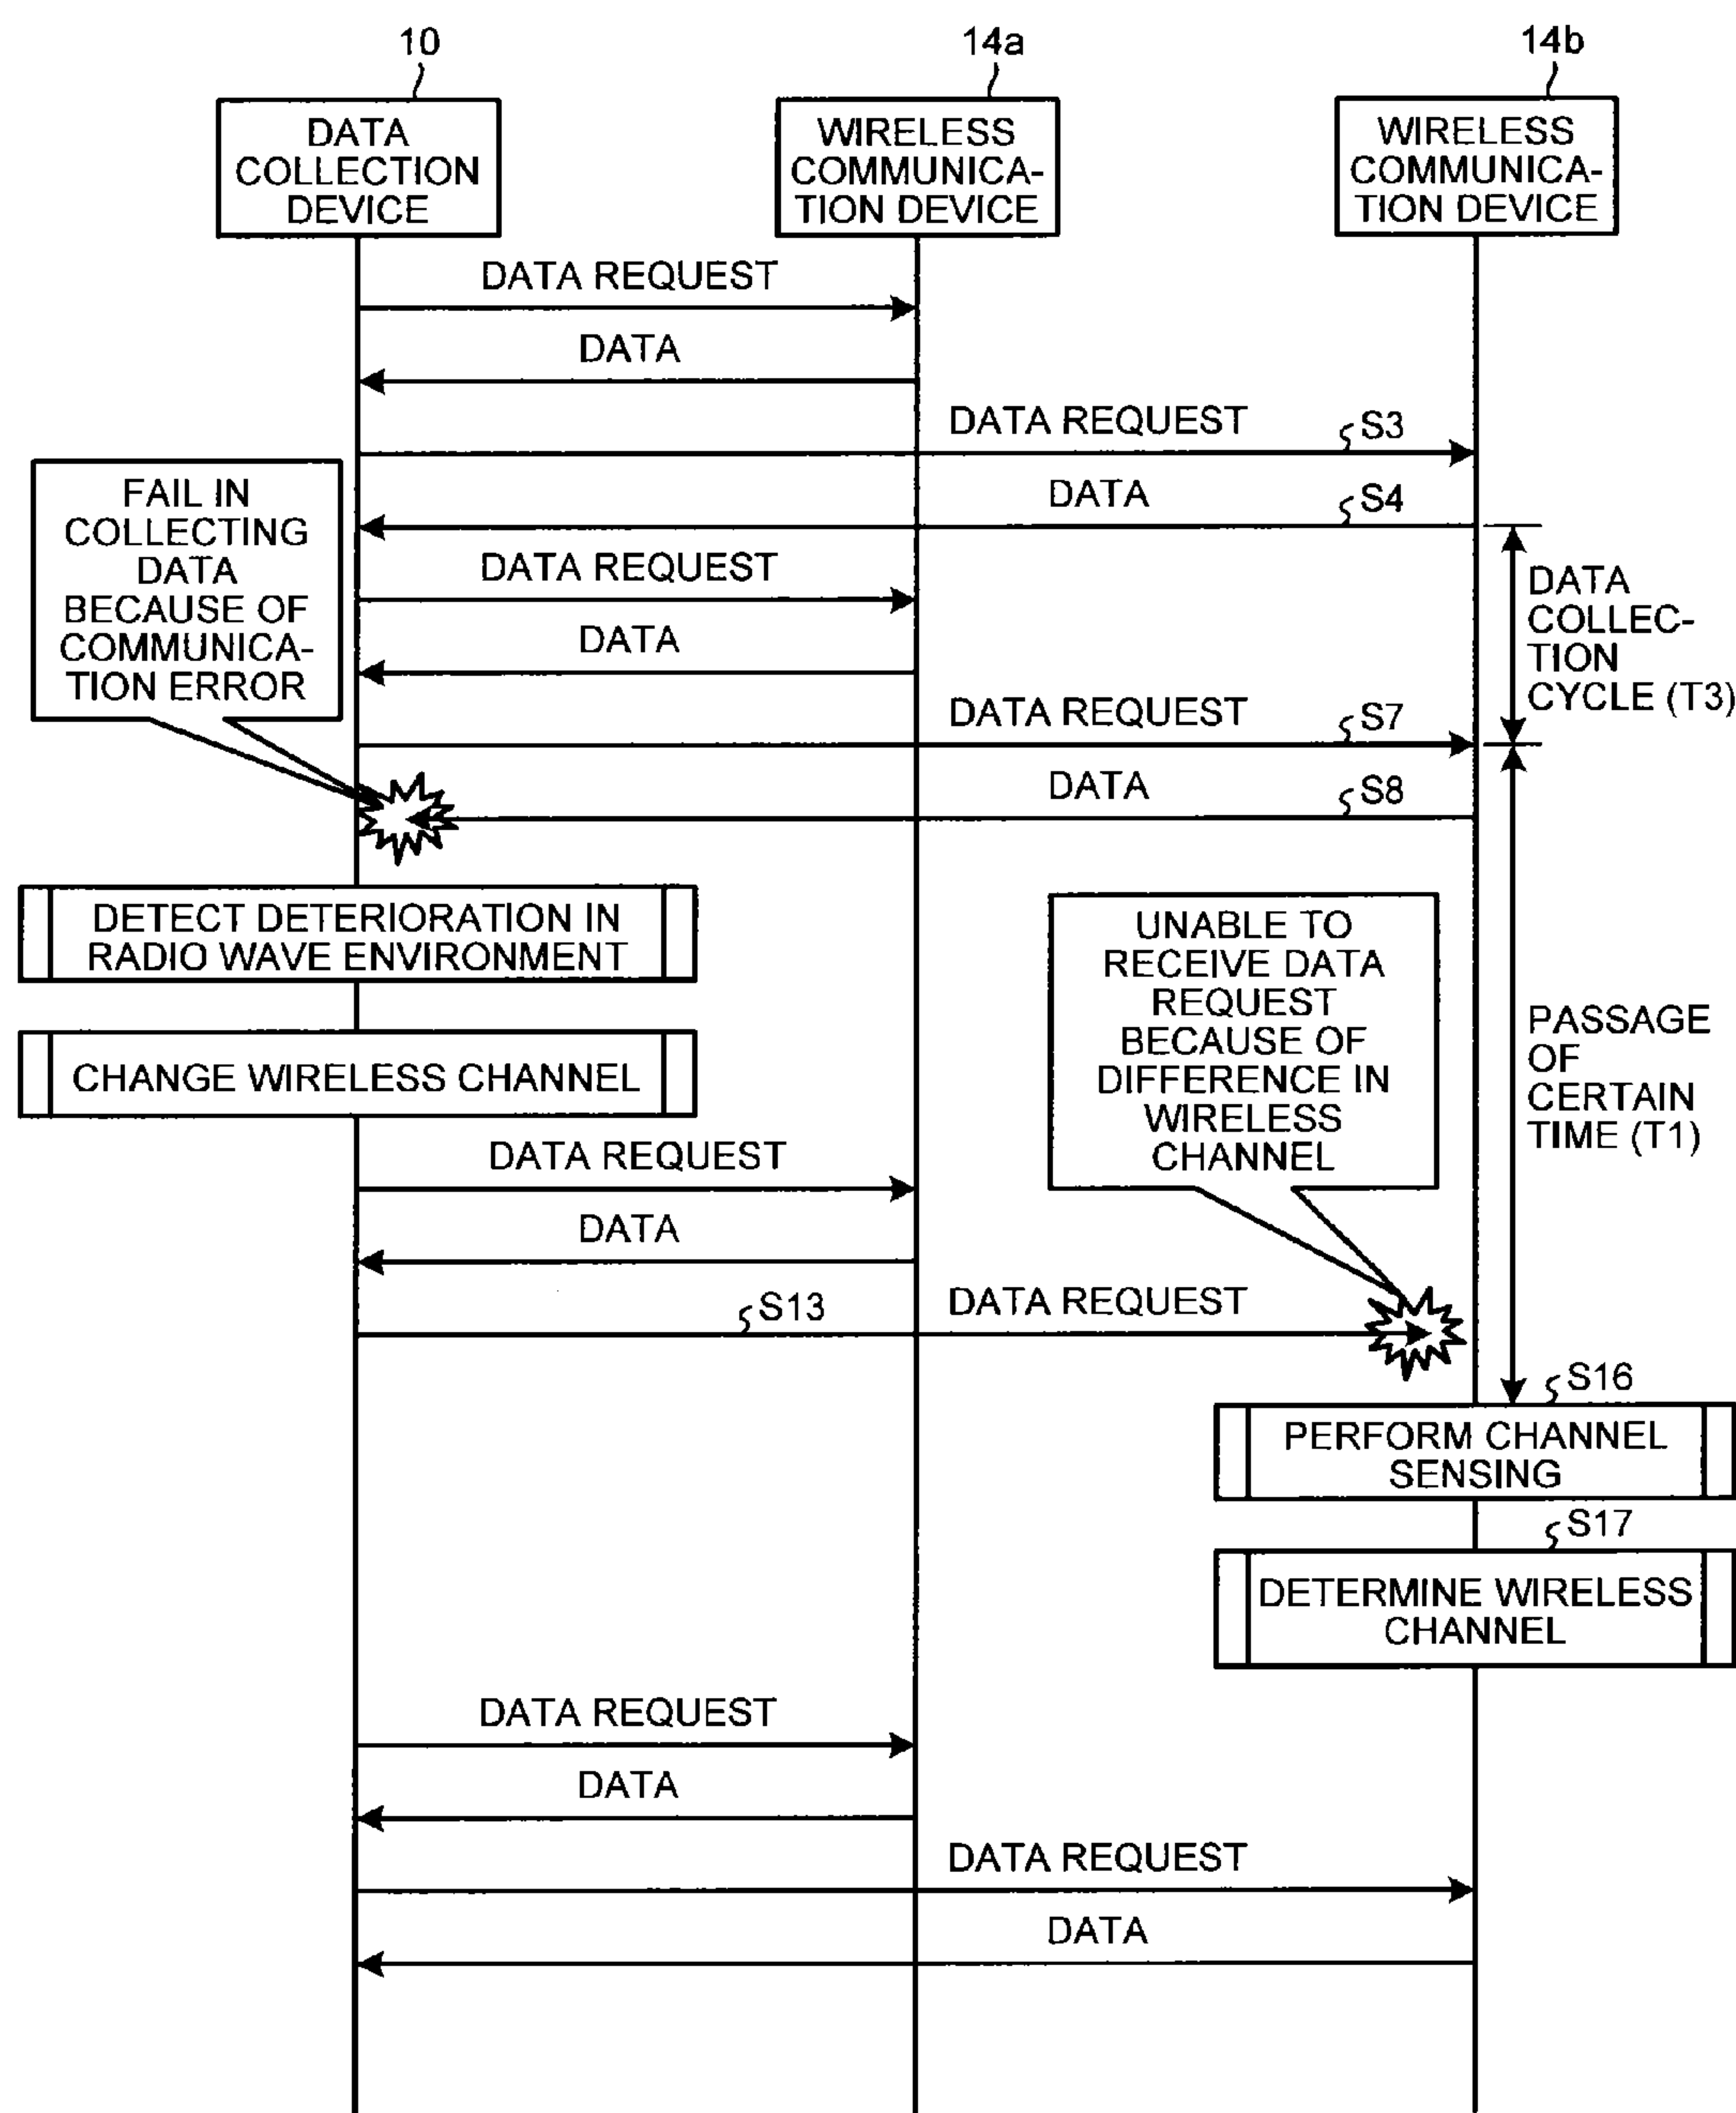 10
14a
14b
DATA
COLLECTION
DEVICE
WIRELESS
COMMUNICA-
TION DEVICE
WIRELESS
COMMUNICA-
TION DEVICE
DATA REQUEST
DATA
DATA REQUEST
S3
FAIL IN
COLLECTING
DATA
BECAUSE OF
COMMUNICA-
TION ERROR
DATA
S4
DATA REQUEST
DATA
COLLEC-
TION
CYCLE (T3)
DATA
DATA REQUEST
S7
DATA
S8
DETECT DETERIORATION IN
RADIO WAVE ENVIRONMENT
UNABLE TO
RECEIVE DATA
REQUEST
BECAUSE OF
DIFFERENCE IN
WIRELESS
CHANNEL
PASSAGE
OF
CERTAIN
TIME (T1)
CHANGE WIRELESS CHANNEL
DATA REQUEST
DATA
S13
DATA REQUEST
S16
PERFORM CHANNEL
SENSING
S17
DETERMINE WIRELESS
CHANNEL
DATA REQUEST
DATA
DATA REQUEST
DATA